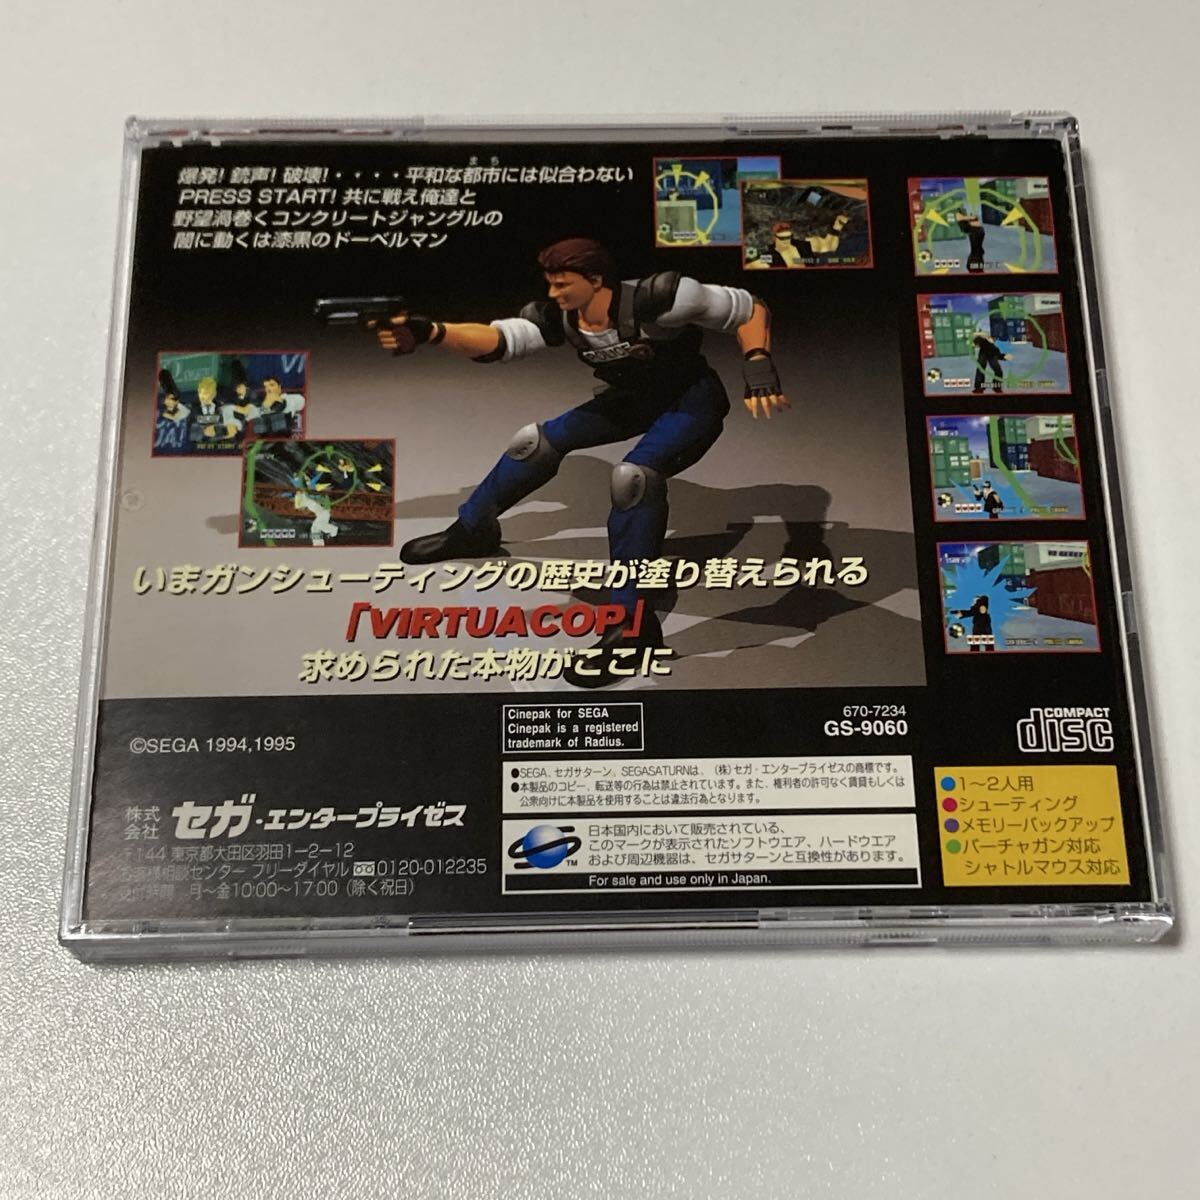 爆発! 銃声! 破壊!・・・・平和な都市には似合わない
まち
PRESS START! 共に戦え俺達と
野望渦巻くコンクリートジャングルの
闇に動くは漆黒のドーベルマン
POLICE
いまガンシューティングの歴史が塗り替えられる
「VIRTUACOP」
求められた本物がここに
©SEGA 1994,1995
Cinepak for SEGA
Cinepak is a registered
trademark of Radius.
670-7234
GS-9060
COMPACT
disc
●SEGA、セガサターン、SEGASATURNは、(株)セガ・エンタープライゼスの商標です。
●本製品のコピー、転送等の行為は禁止されています。また、権利者の許可なく賃貸もしくは
公衆向けに本製品を使用することは違法行為となります。
株式会社 セガ・エンタープライゼス
〒144 東京都大田区羽田1-2-12
お客様相談センター フリーダイヤル 0120-012235
受付時間 月〜金10:00〜17:00(除く祝日)
TM
日本国内において販売されている、
このマークが表示されたソフトウエア、ハードウエア
および周辺機器は、セガサターンと互換性があります。
For sale and use only in Japan.
●1〜2人用
●シューティング
●メモリーバックアップ
●バーチャガン対応
シャトルマウス対応